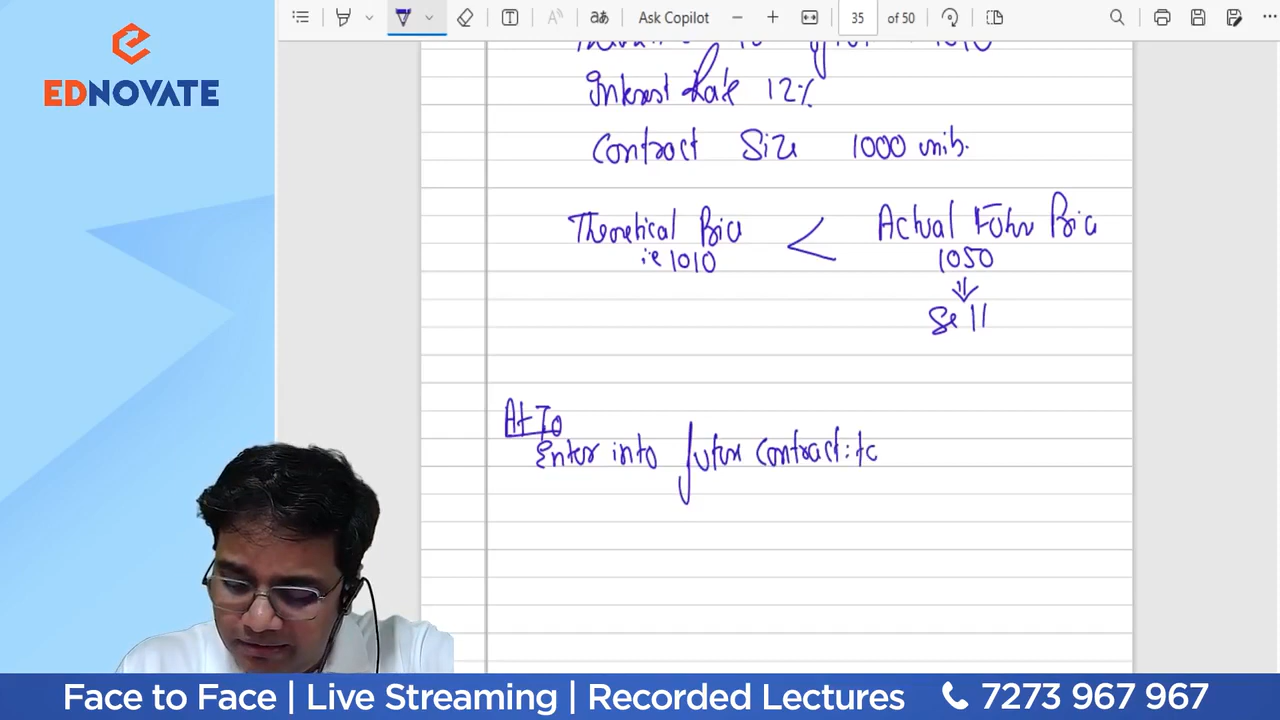 EDNOVATE
Ask Copilot
35 of 50
Interest Rate 12%
Contract Size 1000 units.
Theoretical Price < Actual Future Price
i.e 1010
1050
Sell
At T0
Enter into future contract: to
Face to Face | Live Streaming | Recorded Lectures 7273 967 967